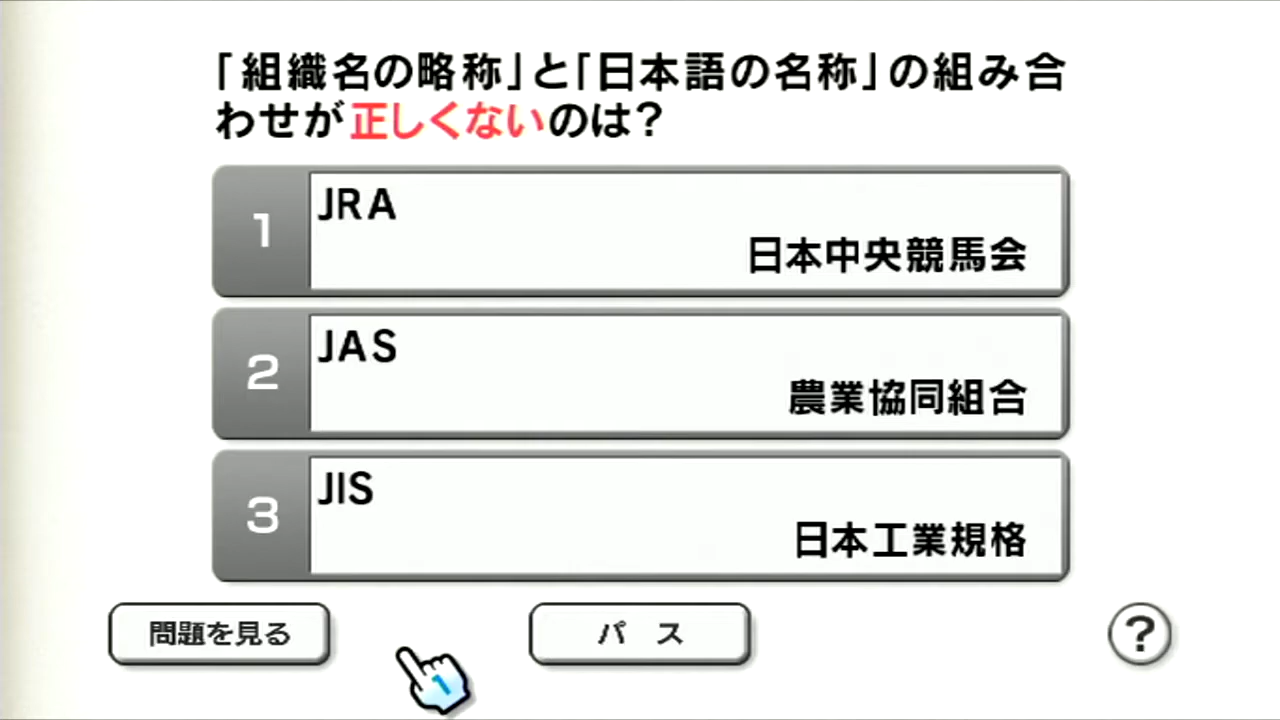 「組織名の略称」と「日本語の名称」の組み合
わせが正しくないのは？
1
JRA
日本中央競馬会
2
JAS
農業協同組合
3
JIS
日本工業規格
問題を見る
パス
?
1